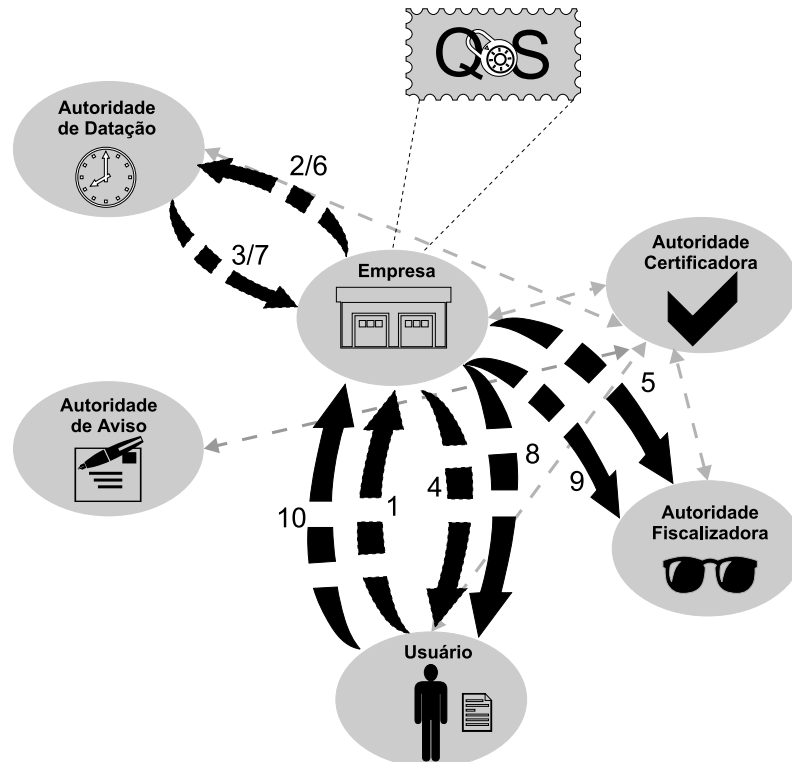 QS
Autoridade
de Datação
2/6
3/7
Empresa
Autoridade
Certificadora
Autoridade
de Aviso
5
8
4
9
1
10
Autoridade
Fiscalizadora
Usuário